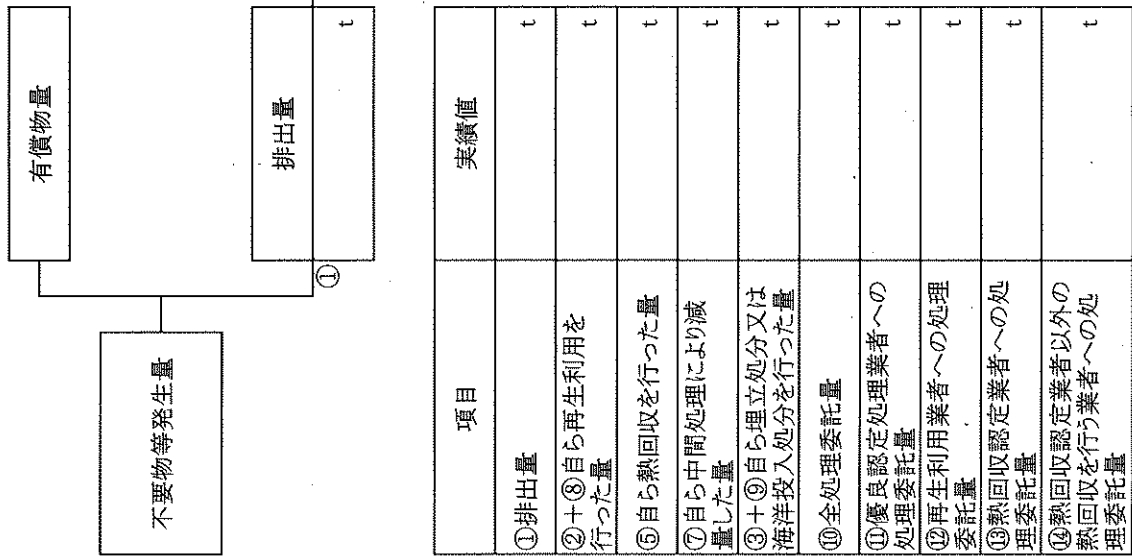 有償物量
不要物等発生量
①
排出量
t
項目
実績値
①排出量
t
②+⑧自ら再生利用を
行った量
t
⑤自ら熱回収を行った量
t
⑦自ら中間処理により減
量した量
t
③+⑨自ら埋立処分又は
海洋投入処分を行った量
t
⑩全処理委託量
t
⑪優良認定処理業者への
処理委託量
t
⑫再生利用業者への処理
委託量
t
⑬熱回収認定業者への処
理委託量
t
⑭熱回収認定業者以外の
熱回収を行う業者への処
理委託量
t